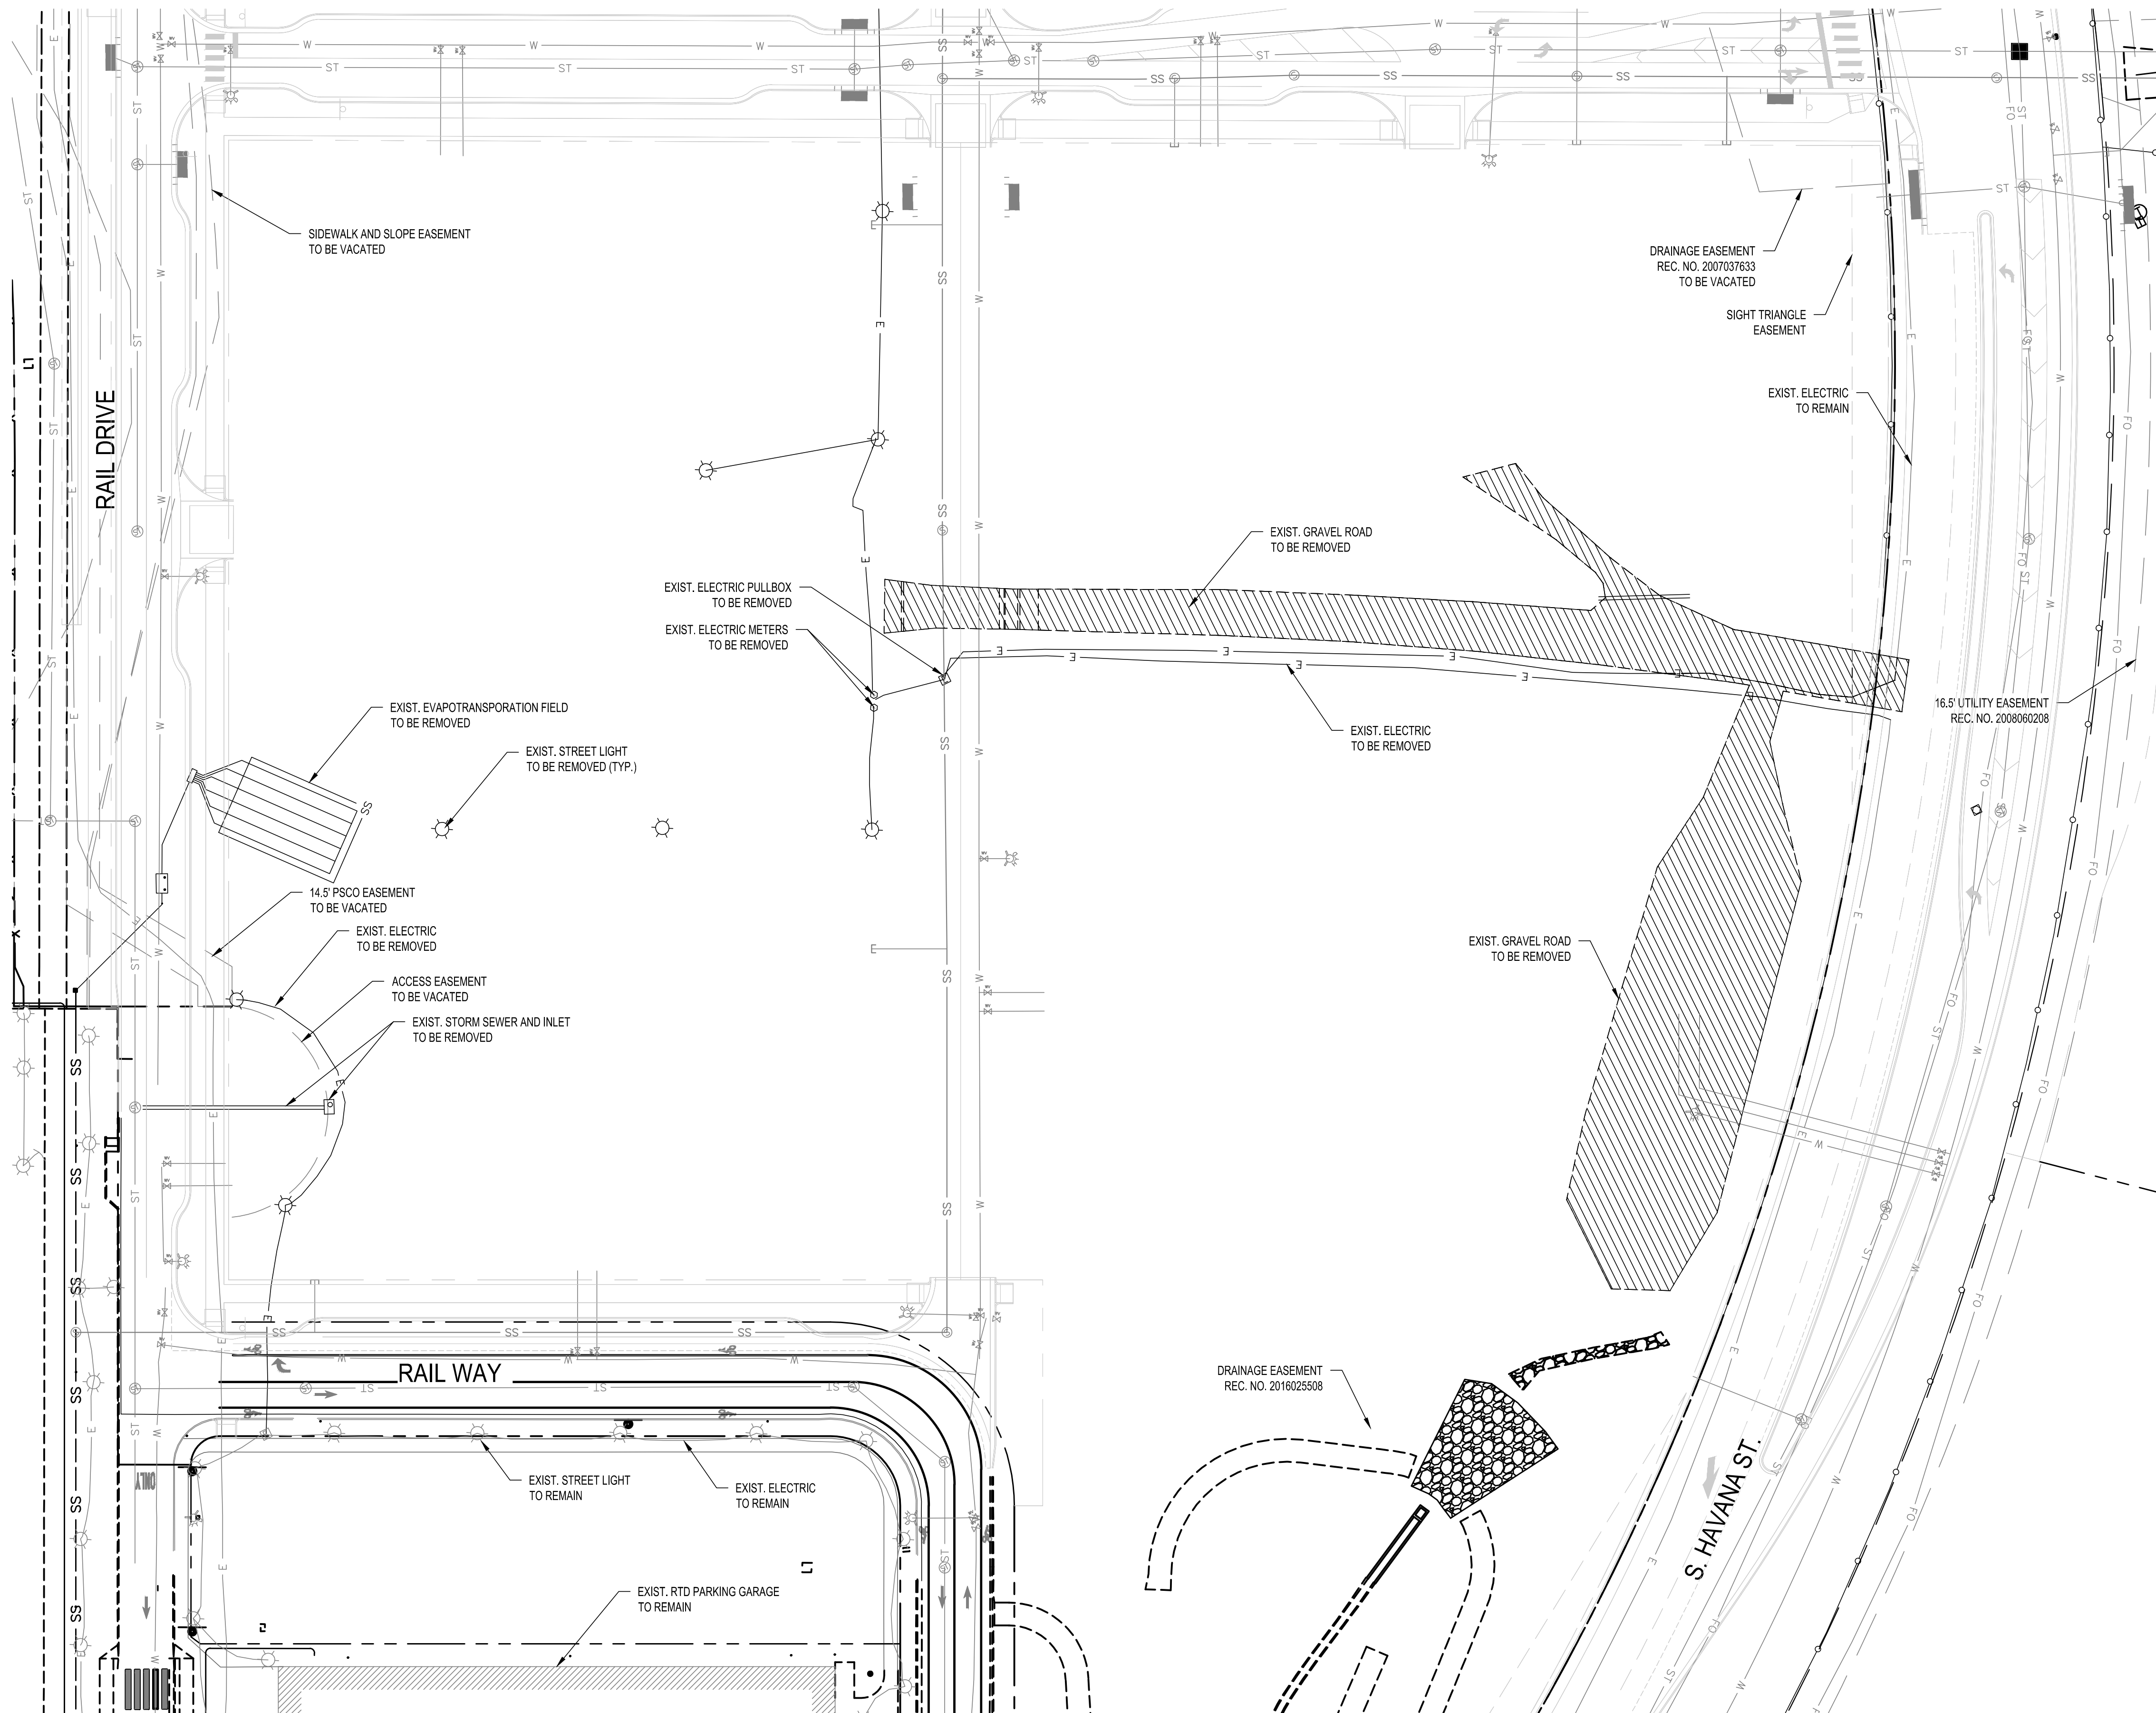 SIDEWALK AND SLOPE EASEMENT
TO BE VACATED
DRAINAGE EASEMENT
REC. NO. 2007037633
TO BE VACATED
SIGHT TRIANGLE
EASEMENT
EXIST. ELECTRIC
TO REMAIN
RAIL DRIVE
EXIST. GRAVEL ROAD
TO BE REMOVED
EXIST. ELECTRIC PULLBOX
TO BE REMOVED
EXIST. ELECTRIC METERS
TO BE REMOVED
EXIST. EVAPOTRANSPORATION FIELD
TO BE REMOVED
16.5' UTILITY EASEMENT
REC. NO. 2008060208
EXIST. STREET LIGHT
TO BE REMOVED (TYP.)
EXIST. ELECTRIC
TO BE REMOVED
14.5' PSCO EASEMENT
TO BE VACATED
EXIST. ELECTRIC
TO BE REMOVED
EXIST. GRAVEL ROAD
TO BE REMOVED
ACCESS EASEMENT
TO BE VACATED
EXIST. STORM SEWER AND INLET
TO BE REMOVED
RAIL WAY
DRAINAGE EASEMENT
REC. NO. 2016025508
S. HAVANA ST.
EXIST. STREET LIGHT
TO REMAIN
EXIST. ELECTRIC
TO REMAIN
ONLY
EXIST. RTD PARKING GARAGE
TO REMAIN